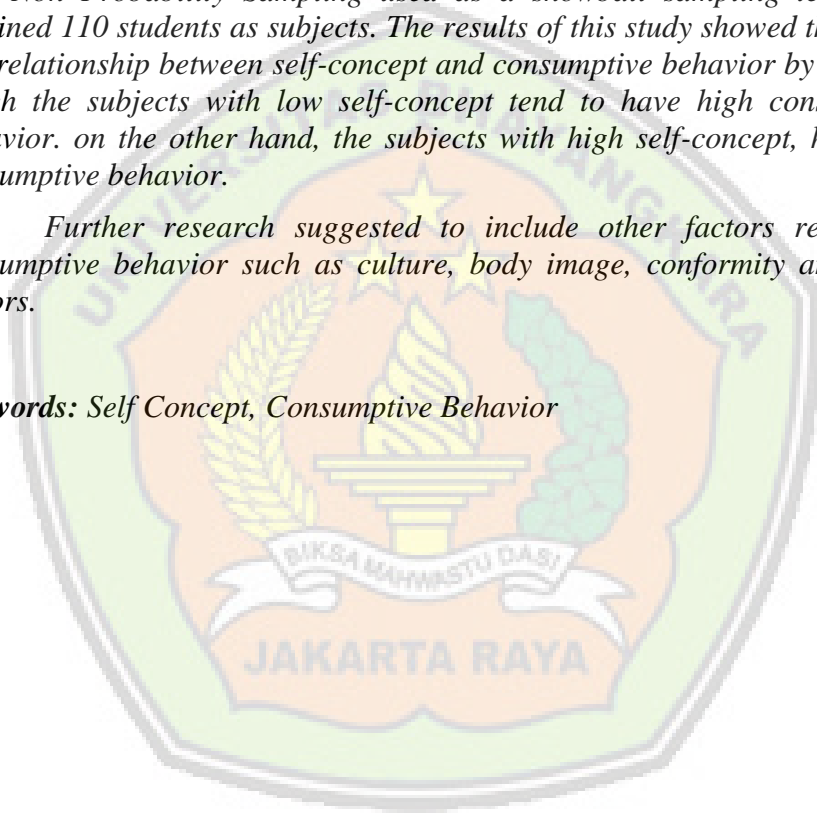 Non Probability Sampling used as a snowball sampling te
ined 110 students as subjects. The results of this study showed th
relationship between self-concept and consumptive behavior by
h the subjects with low self-concept tend to have high cons
vior. on the other hand, the subjects with high self-concept, h
umptive behavior.
Further research suggested to include other factors re
umptive behavior such as culture, body image, conformity a
ors.
words: Self Concept, Consumptive Behavior
UNIVERSITAS BHAYANGKARA
BIKSA MAHWASTU DASI
JAKARTA RAYA